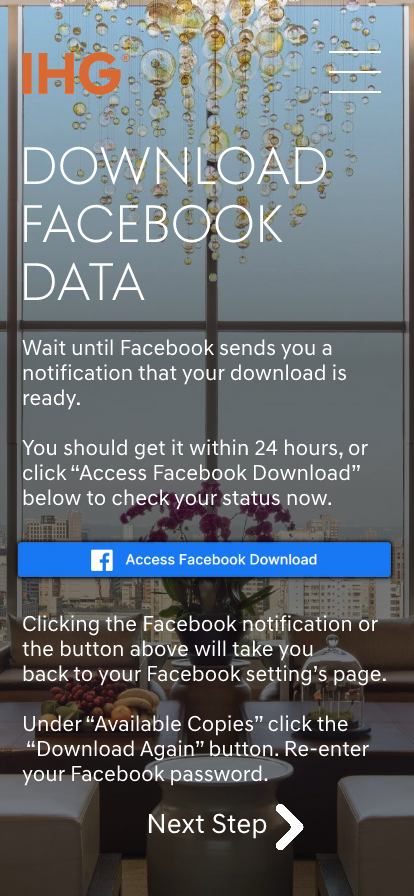 IHG®
DOWNLOAD
FACEBOOK
DATA
Wait until Facebook sends you a
notification that your download is
ready.
You should get it within 24 hours, or
click “Access Facebook Download”
below to check your status now.
Access Facebook Download
Clicking the Facebook notification or
the button above will take you
back to your Facebook setting’s page.
Under “Available Copies” click the
“Download Again” button. Re-enter
your Facebook password.
Next Step